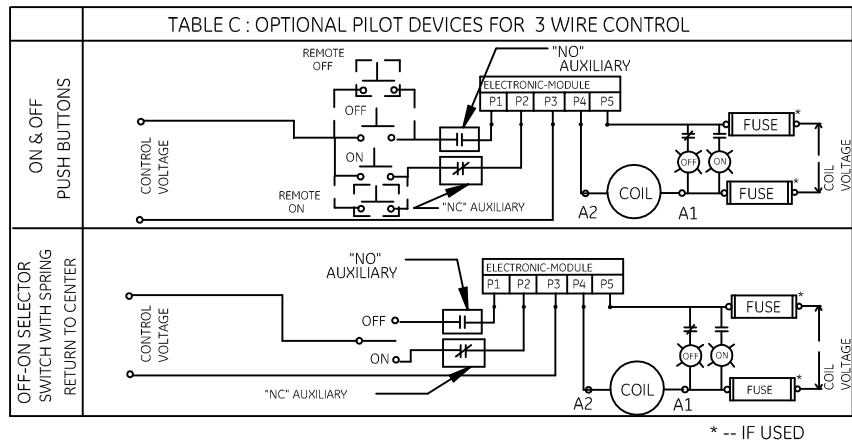 TABLE C : OPTIONAL PILOT DEVICES FOR 3 WIRE CONTROL
ON & OFF
PUSH BUTTONS
CONTROL
VOLTAGE
REMOTE
OFF
OFF
ON
REMOTE
ON
"NO"
AUXILIARY
"NC" AUXILIARY
ELECTRONIC-MODULE
P1 P2 P3 P4 P5
A2
COIL
A1
OFF
ON
FUSE
*
FUSE
*
COIL
VOLTAGE
OFF-ON SELECTOR
SWITCH WITH SPRING
RETURN TO CENTER
CONTROL
VOLTAGE
OFF
ON
"NO"
AUXILIARY
"NC" AUXILIARY
ELECTRONIC-MODULE
P1 P2 P3 P4 P5
A2
COIL
A1
OFF
ON
FUSE
*
FUSE
*
COIL
VOLTAGE
* -- IF USED